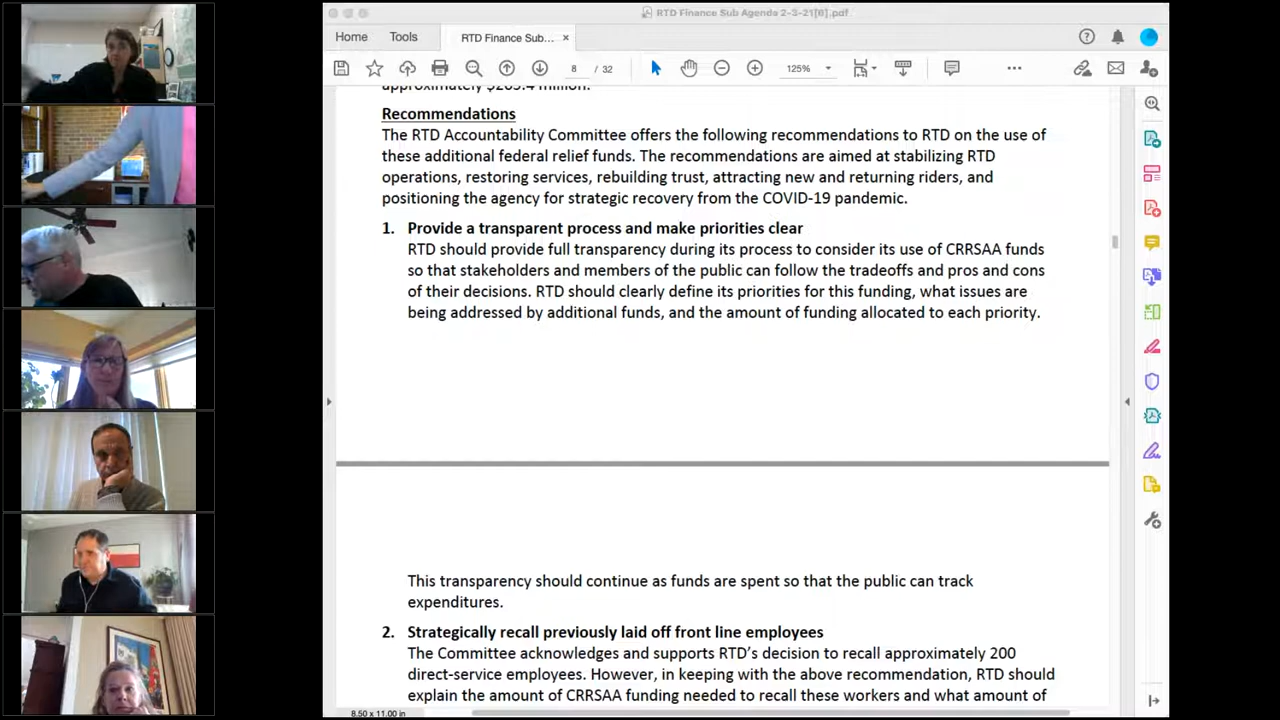 RTD Finance Sub Agenda 2-3-21[6].pdf
Home Tools RTD Finance Sub... ×
8 / 32 125%
approximately $203.4 million.
Recommendations
The RTD Accountability Committee offers the following recommendations to RTD on the use of
these additional federal relief funds. The recommendations are aimed at stabilizing RTD
operations, restoring services, rebuilding trust, attracting new and returning riders, and
positioning the agency for strategic recovery from the COVID-19 pandemic.
1. Provide a transparent process and make priorities clear
RTD should provide full transparency during its process to consider its use of CRRSAA funds
so that stakeholders and members of the public can follow the tradeoffs and pros and cons
of their decisions. RTD should clearly define its priorities for this funding, what issues are
being addressed by additional funds, and the amount of funding allocated to each priority.
This transparency should continue as funds are spent so that the public can track
expenditures.
2. Strategically recall previously laid off front line employees
The Committee acknowledges and supports RTD's decision to recall approximately 200
direct-service employees. However, in keeping with the above recommendation, RTD should
explain the amount of CRRSAA funding needed to recall these workers and what amount of
8.50 x 11.00 in